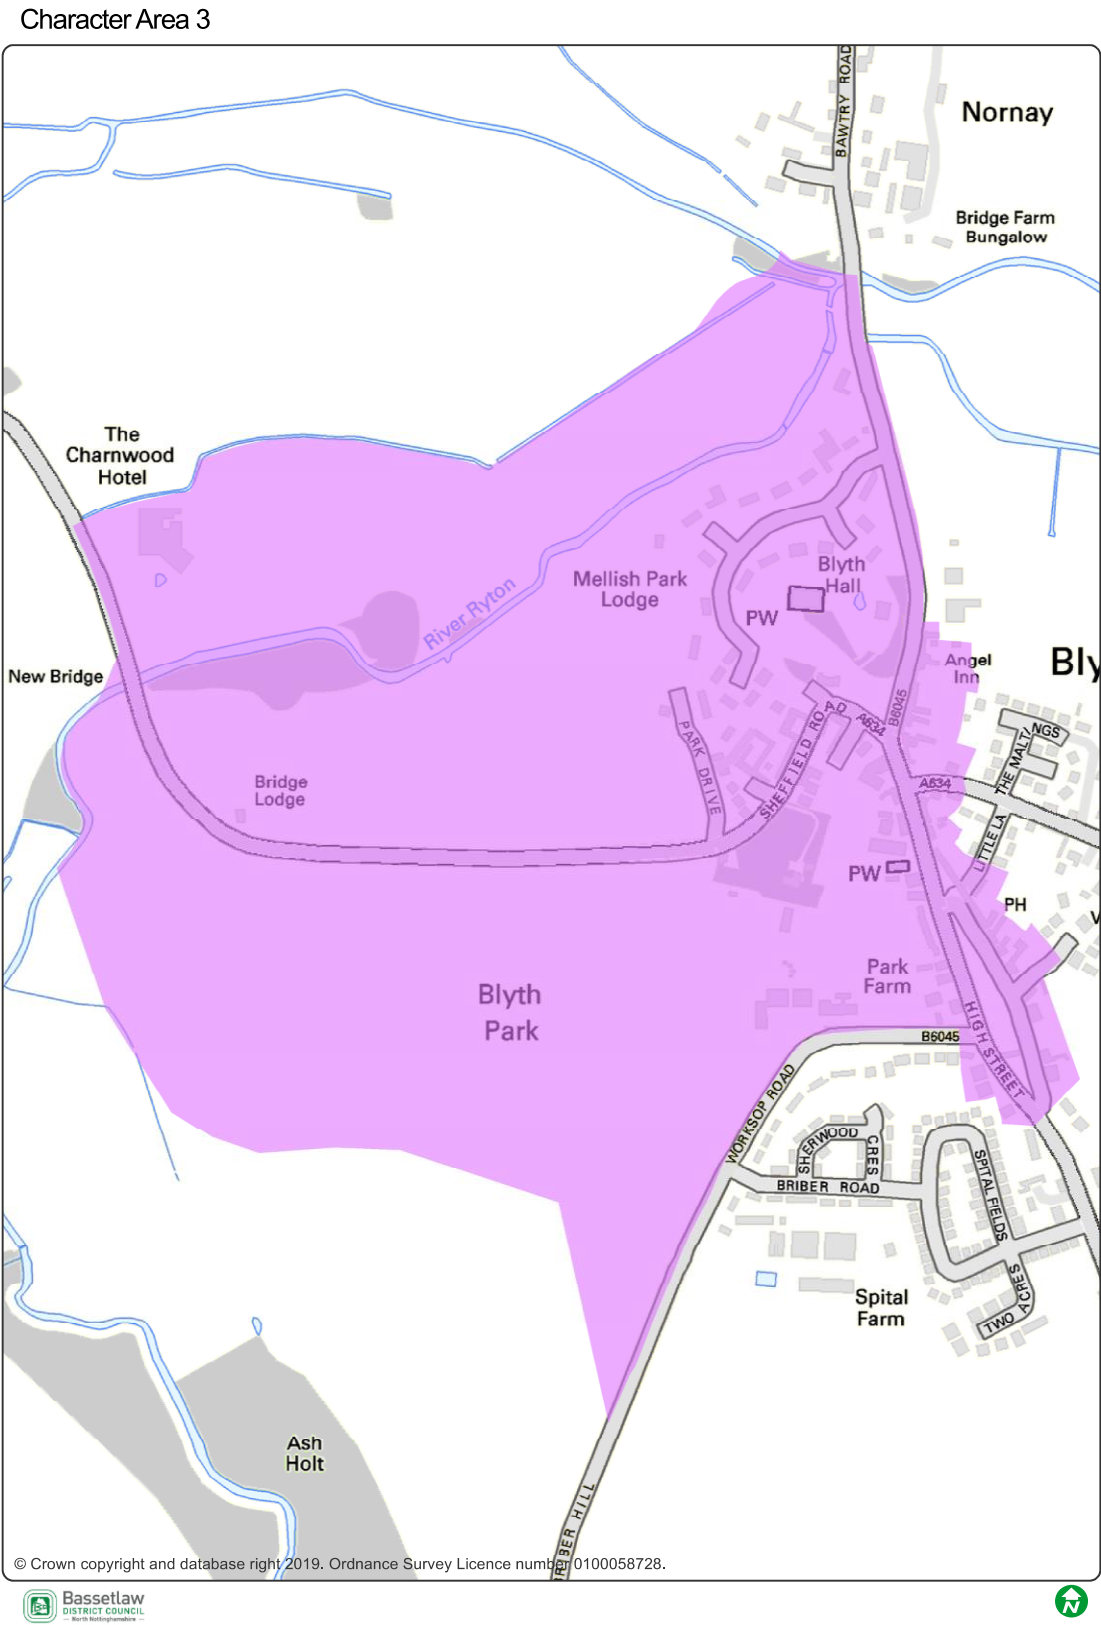 Character Area 3
BAWTRY ROAD
Nornay
Bridge Farm
Bungalow
The
Charnwood
Hotel
River Ryton
Mellish Park
Lodge
Blyth
Hall
PW
New Bridge
Angel
Inn
Bly
B6045
A634
SHEFFIELD ROAD
PARK DRIVE
THE MALTINGS
A634
LITTLE LA
Bridge
Lodge
PW
PH
V
Park
Farm
Blyth
Park
HIGH STREET
B6045
WORKSOP ROAD
SHERWOOD
CRES
BRIBER ROAD
SPITAL FIELDS
TWO ACRES
Spital
Farm
Ash
Holt
BRIBER HILL
© Crown copyright and database right 2019. Ordnance Survey Licence number 0100058728.
Bassetlaw
DISTRICT COUNCIL
North Nottinghamshire
N